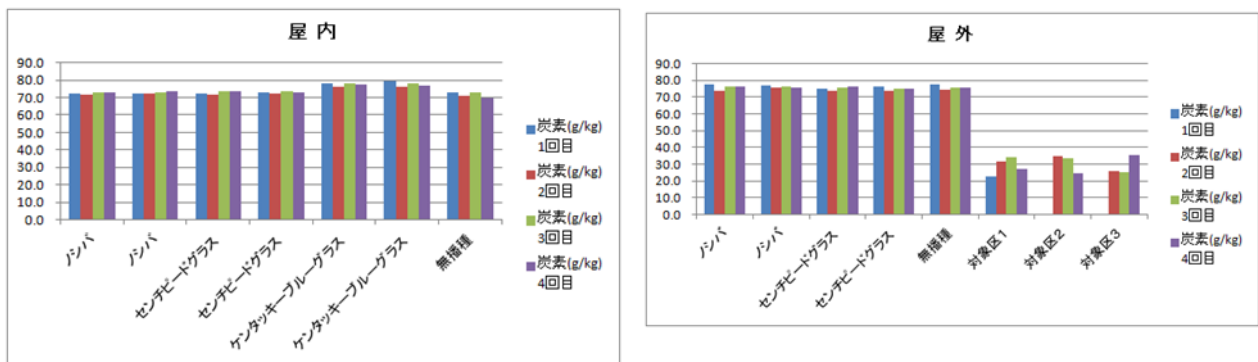 屋 内
90.0
80.0
70.0
60.0
50.0
40.0
30.0
20.0
10.0
0.0
ノシバ
ノシバ
センチピードグラス
センチピードグラス
ケンタッキーブルーグラス
ケンタッキーブルーグラス
無播種
炭素(g/kg)
1回目
炭素(g/kg)
2回目
炭素(g/kg)
3回目
炭素(g/kg)
4回目
屋 外
90.0
80.0
70.0
60.0
50.0
40.0
30.0
20.0
10.0
0.0
ノシバ
ノシバ
センチピードグラス
センチピードグラス
無播種
対象区1
対象区2
対象区3
炭素(g/kg)
1回目
炭素(g/kg)
2回目
炭素(g/kg)
3回目
炭素(g/kg)
4回目